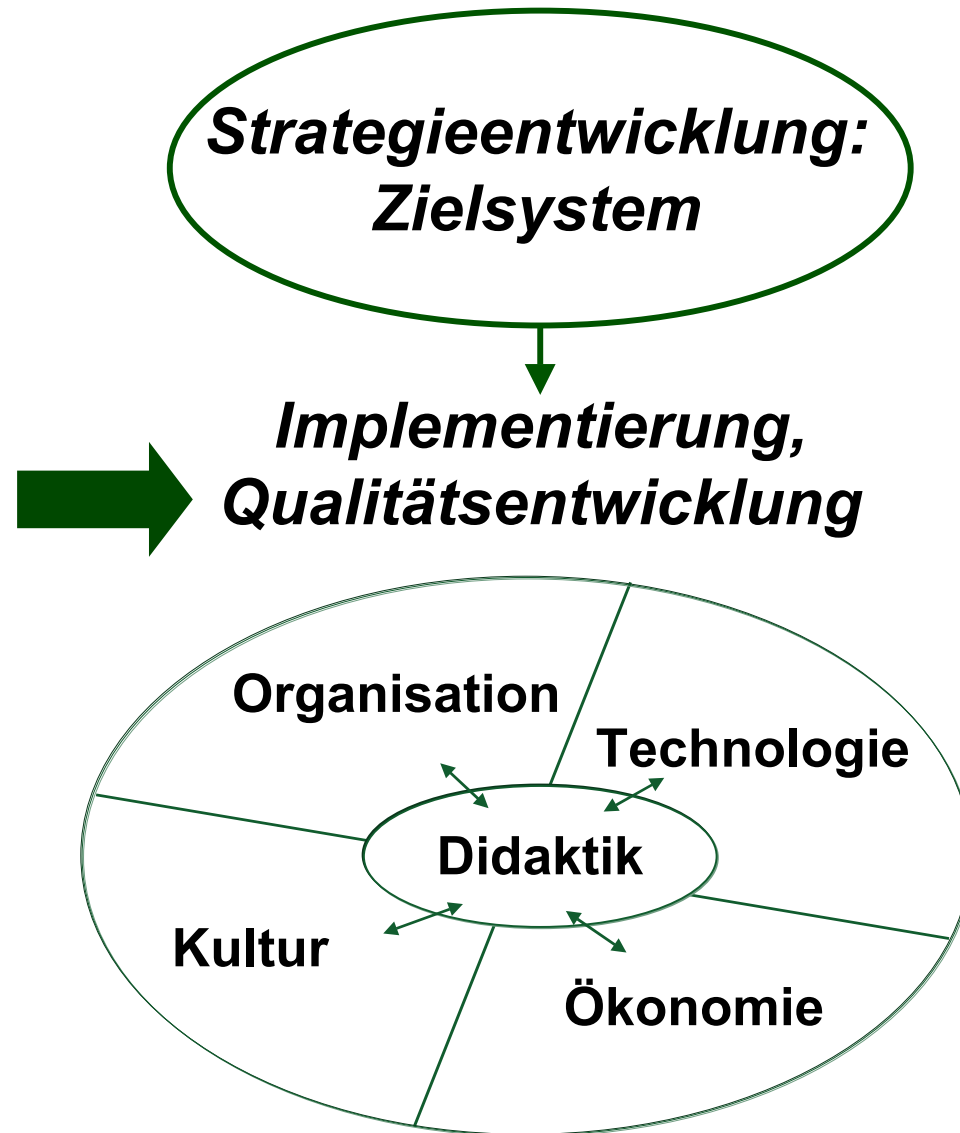 Strategieentwicklung:
Zielsystem
Implementierung,
Qualitätsentwicklung
Organisation
Technologie
Didaktik
Kultur
Ökonomie